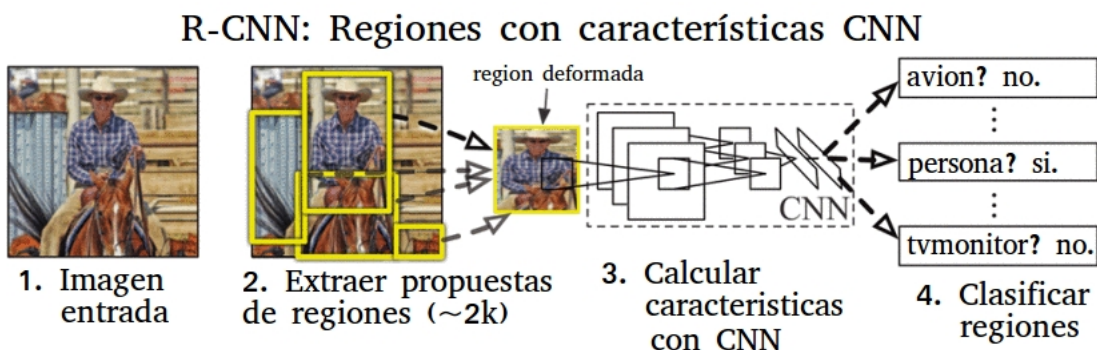 R-CNN: Regiones con características CNN
region deformada
1. Imagen
entrada
2. Extraer propuestas
de regiones (~2k)
CNN
3. Calcular
caracteristicas
con CNN
avion? no.
⋮
persona? si.
⋮
tvmonitor? no.
4. Clasificar
regiones